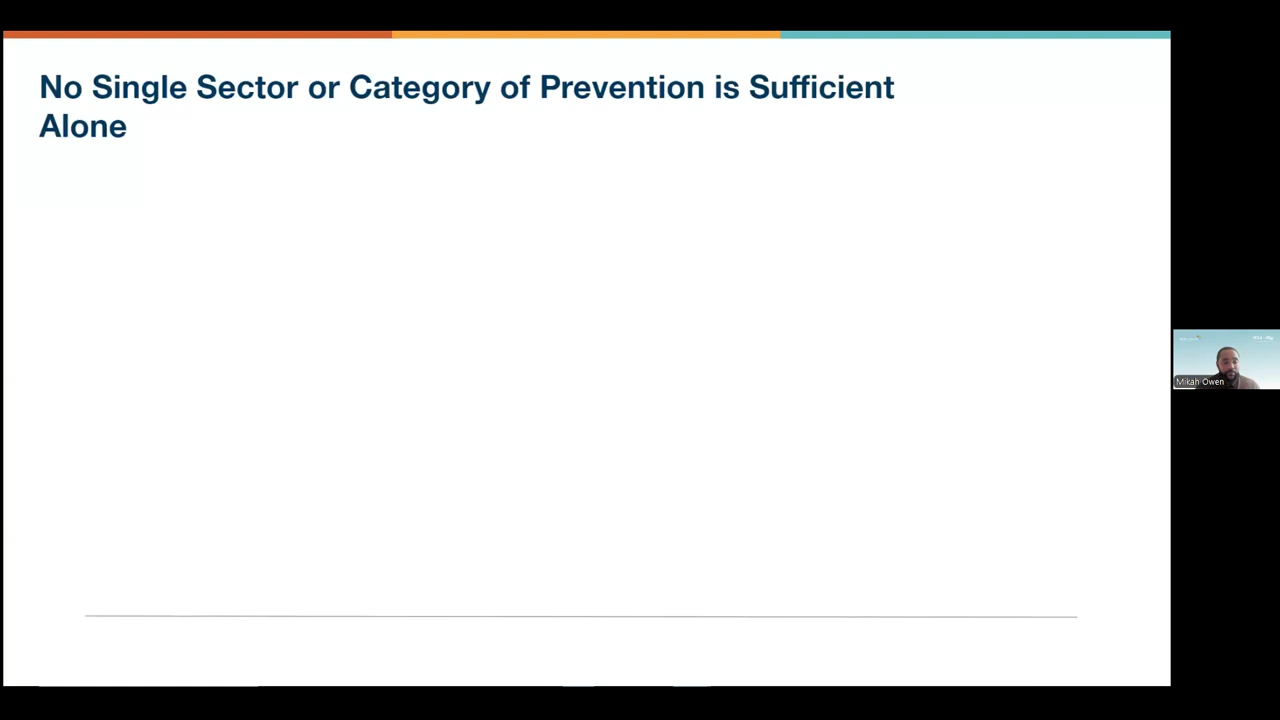 No Single Sector or Category of Prevention is Sufficient
Alone
Mikah Owen